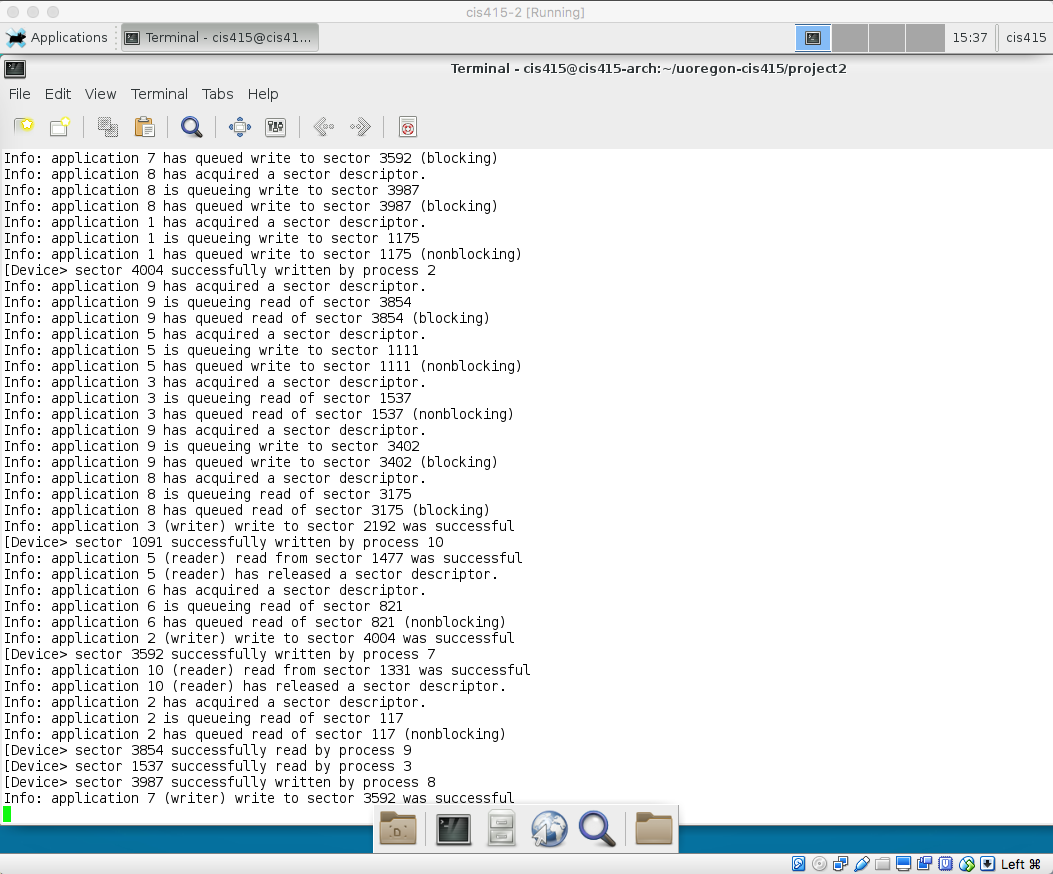 cis415-2 [Running]
Applications
Terminal - cis415@cis41...
15:37
cis415
Terminal - cis415@cis415-arch:~/uoregon-cis415/project2
File Edit View Terminal Tabs Help
Info: application 7 has queued write to sector 3592 (blocking)
Info: application 8 has acquired a sector descriptor.
Info: application 8 is queueing write to sector 3987
Info: application 8 has queued write to sector 3987 (blocking)
Info: application 1 has acquired a sector descriptor.
Info: application 1 is queueing write to sector 1175
Info: application 1 has queued write to sector 1175 (nonblocking)
[Device> sector 4004 successfully written by process 2
Info: application 9 has acquired a sector descriptor.
Info: application 9 is queueing read of sector 3854
Info: application 9 has queued read of sector 3854 (blocking)
Info: application 5 has acquired a sector descriptor.
Info: application 5 is queueing write to sector 1111
Info: application 5 has queued write to sector 1111 (nonblocking)
Info: application 3 has acquired a sector descriptor.
Info: application 3 is queueing read of sector 1537
Info: application 3 has queued read of sector 1537 (nonblocking)
Info: application 9 has acquired a sector descriptor.
Info: application 9 is queueing write to sector 3402
Info: application 9 has queued write to sector 3402 (blocking)
Info: application 8 has acquired a sector descriptor.
Info: application 8 is queueing read of sector 3175
Info: application 8 has queued read of sector 3175 (blocking)
Info: application 3 (writer) write to sector 2192 was successful
[Device> sector 1091 successfully written by process 10
Info: application 5 (reader) read from sector 1477 was successful
Info: application 5 (reader) has released a sector descriptor.
Info: application 6 has acquired a sector descriptor.
Info: application 6 is queueing read of sector 821
Info: application 6 has queued read of sector 821 (nonblocking)
Info: application 2 (writer) write to sector 4004 was successful
[Device> sector 3592 successfully written by process 7
Info: application 10 (reader) read from sector 1331 was successful
Info: application 10 (reader) has released a sector descriptor.
Info: application 2 has acquired a sector descriptor.
Info: application 2 is queueing read of sector 117
Info: application 2 has queued read of sector 117 (nonblocking)
[Device> sector 3854 successfully read by process 9
[Device> sector 1537 successfully read by process 3
[Device> sector 3987 successfully written by process 8
Info: application 7 (writer) write to sector 3592 was successful
Left ⌘